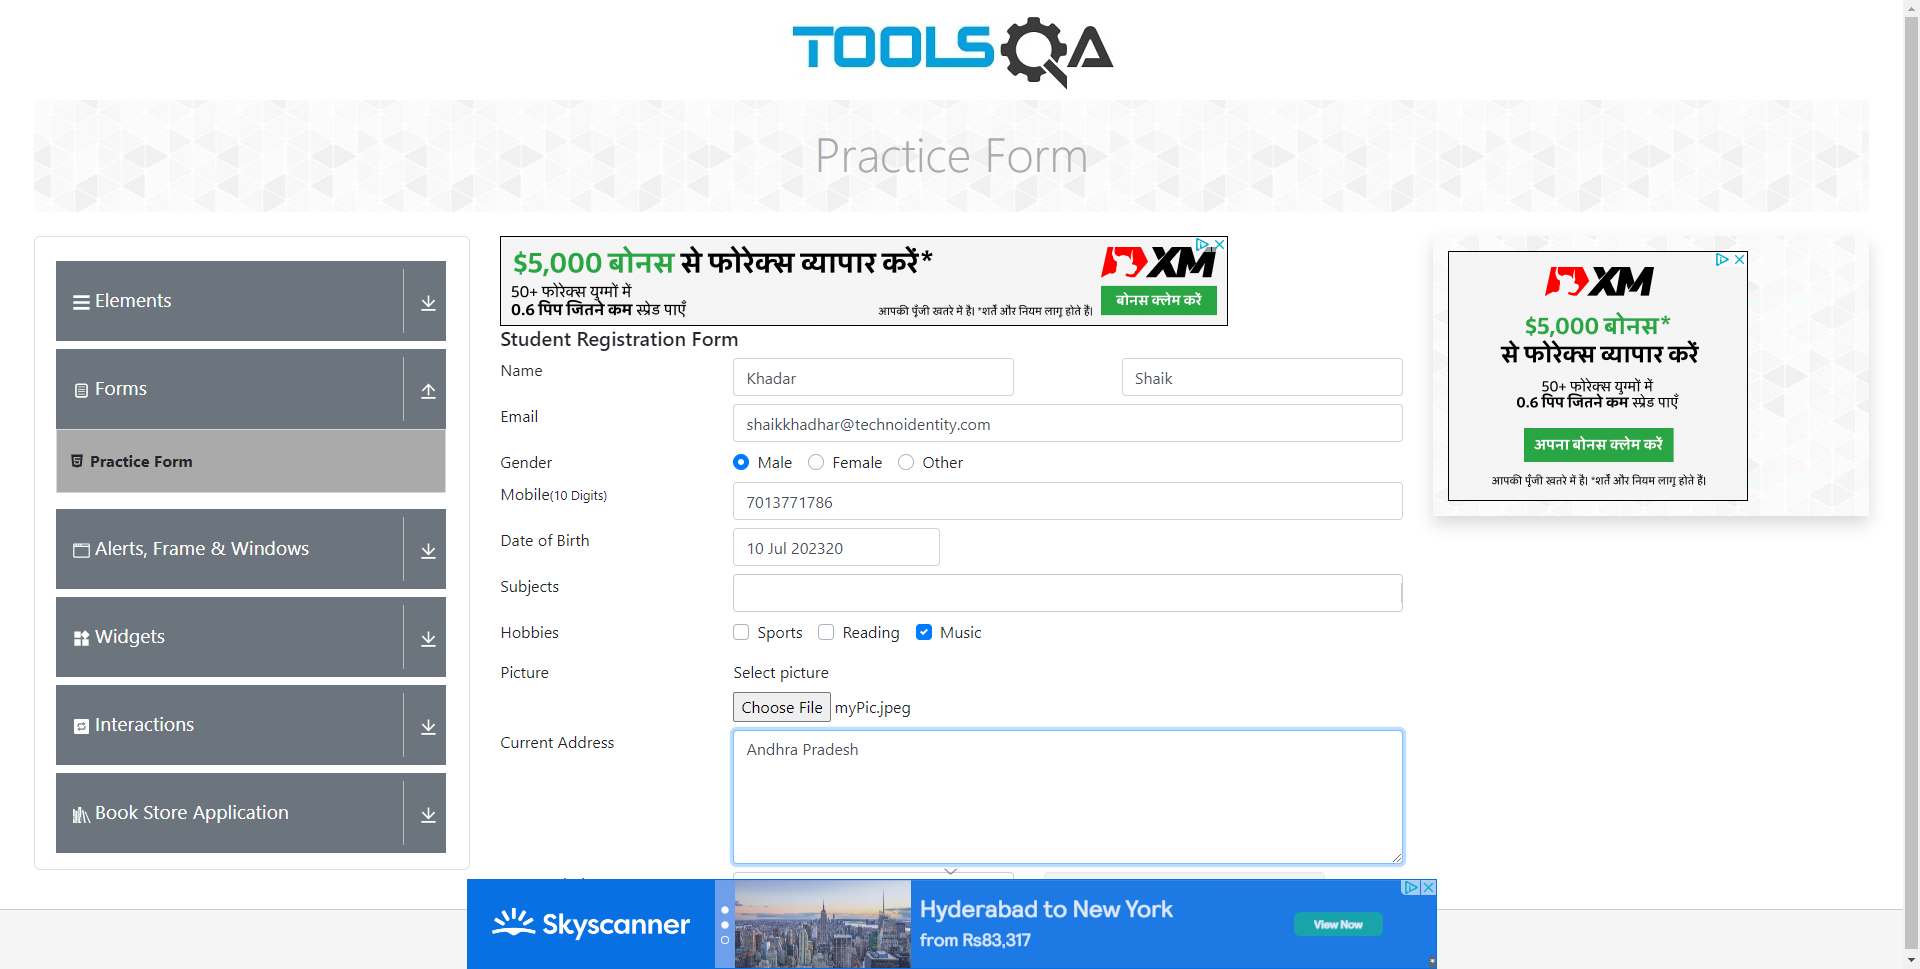 TOOLSQA
Practice Form
Elements
Forms
Practice Form
Alerts, Frame & Windows
Widgets
Interactions
Book Store Application
$5,000 बोनस से फोरेक्स व्यापार करें*
50+ फोरेक्स युग्मों में
0.6 पिप जितने कम स्प्रेड पाएँ
आपकी पूँजी खतरे में है। *शर्तें और नियम लागू होते हैं।
XM
बोनस क्लेम करें
Student Registration Form
Name
Khadar
Shaik
Email
shaikkhadhar@technoidentity.com
Gender
Male
Female
Other
Mobile(10 Digits)
7013771786
Date of Birth
10 Jul 202320
Subjects
Hobbies
Sports
Reading
Music
Picture
Select picture
Choose File myPic.jpeg
Current Address
Andhra Pradesh
XM
$5,000 बोनस*
से फोरेक्स व्यापार करें
50+ फोरेक्स युग्मों में
0.6 पिप जितने कम स्प्रेड पाएँ
अपना बोनस क्लेम करें
आपकी पूँजी खतरे में है। *शर्तें और नियम लागू होते हैं।
Skyscanner
Hyderabad to New York
from Rs83,317
View Now